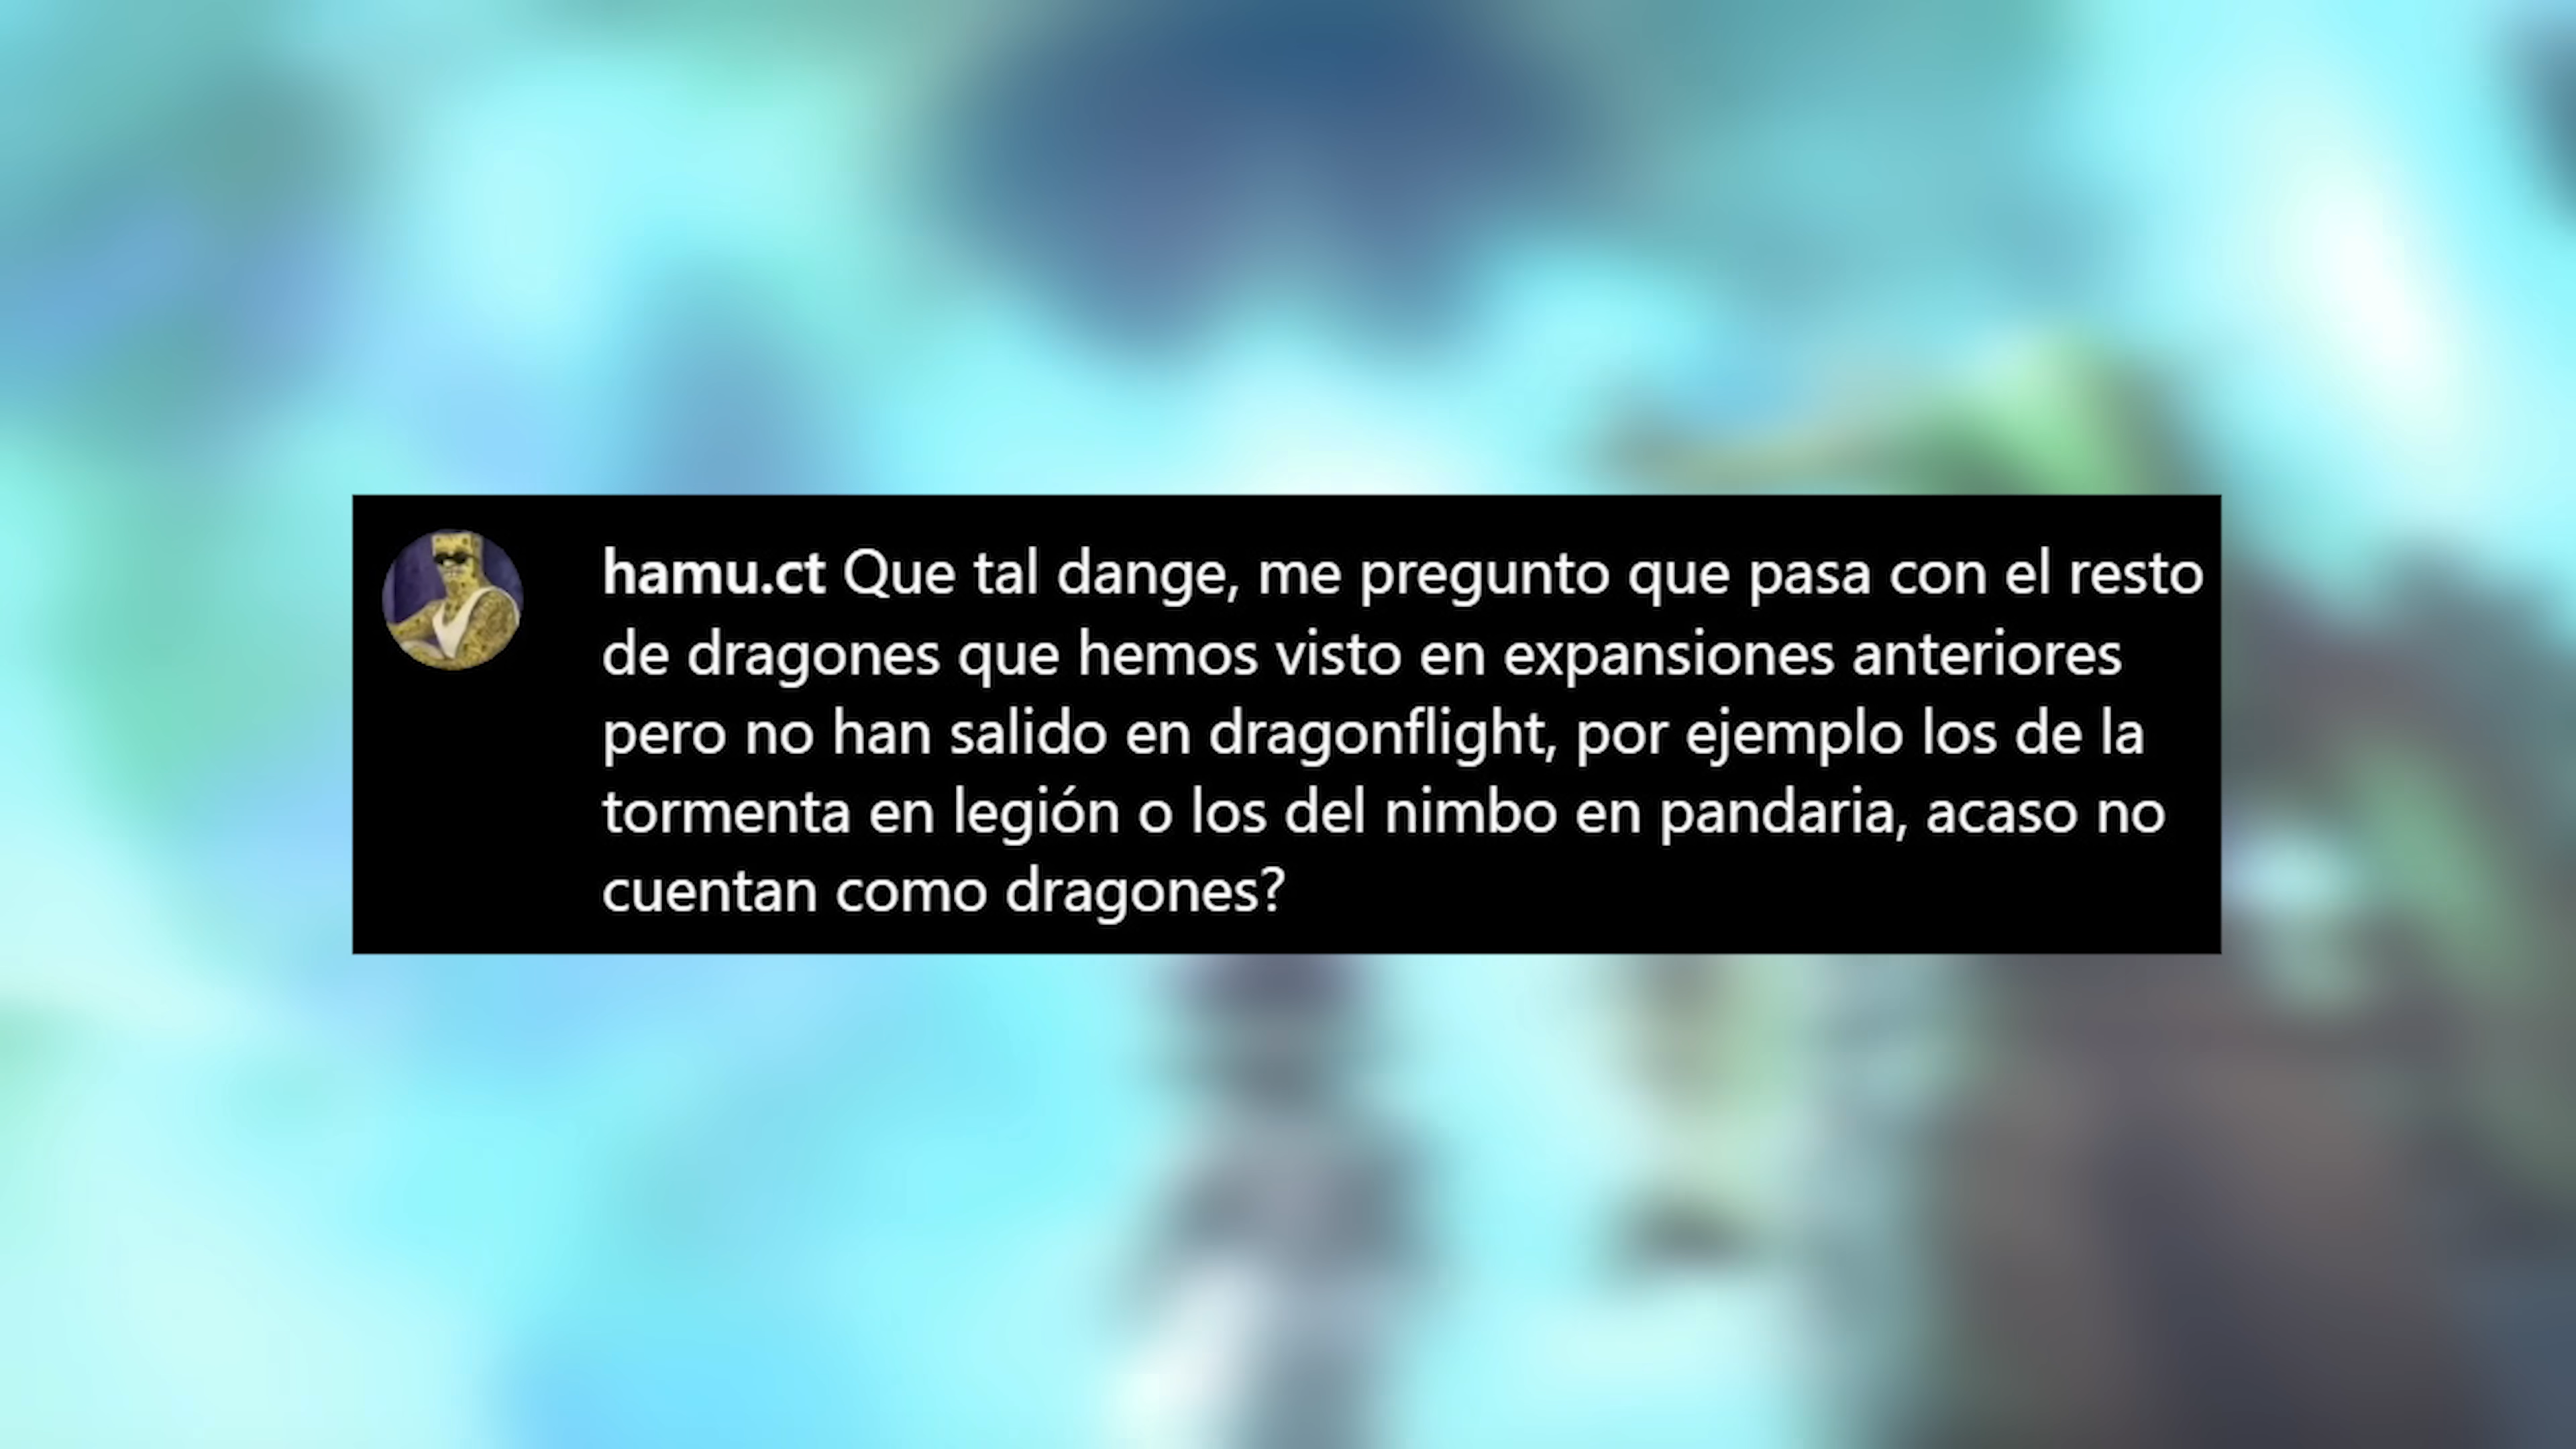 hamu.ct Que tal dange, me pregunto que pasa con el resto
de dragones que hemos visto en expansiones anteriores
pero no han salido en dragonflight, por ejemplo los de la
tormenta en legión o los del nimbo en pandaria, acaso no
cuentan como dragones?